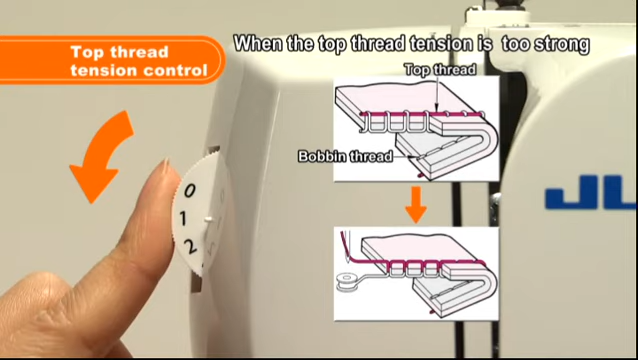 Top thread
tension control
When the top thread tension is too strong
Top thread
Bobbin thread
0
1
2
JU